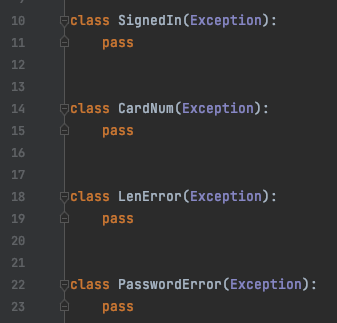 10 class SignedIn(Exception):
11 pass
12
13
14 class CardNum(Exception):
15 pass
16
17
18 class LenError(Exception):
19 pass
20
21
22 class PasswordError(Exception):
23 pass